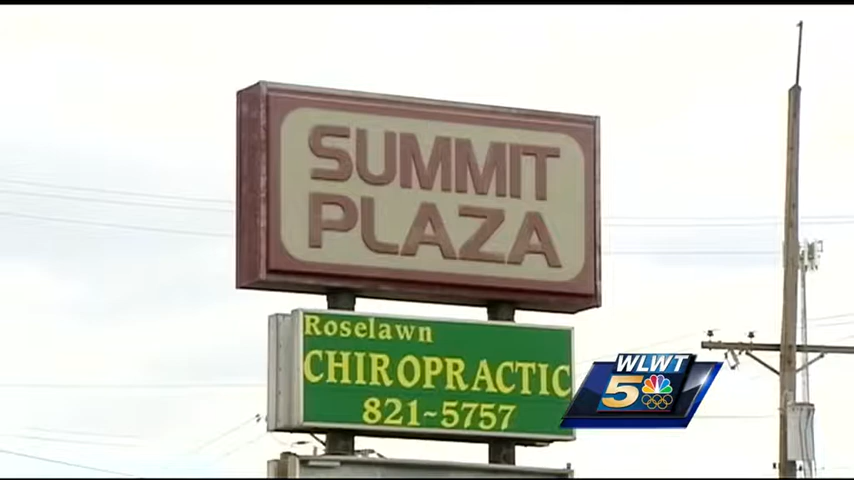 SUMMIT
PLAZA
Roselawn
CHIROPRACTIC
821-5757
WLWT
5